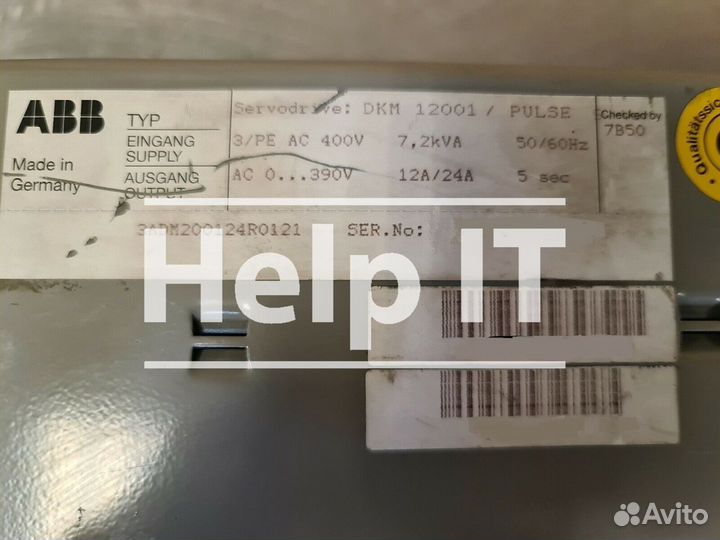 ABB
Made in
Germany
TYP
EINGANG
SUPPLY
AUSGANG
OUTPUT
Servodrive: DKM 12001 / PULSE
3/PE AC 400V 7,2kVA 50/60Hz
AC 0...390V 12A/24A 5 sec
Checked by
7B50
3ADM200124R0121 SER.No:
Help IT
Avito